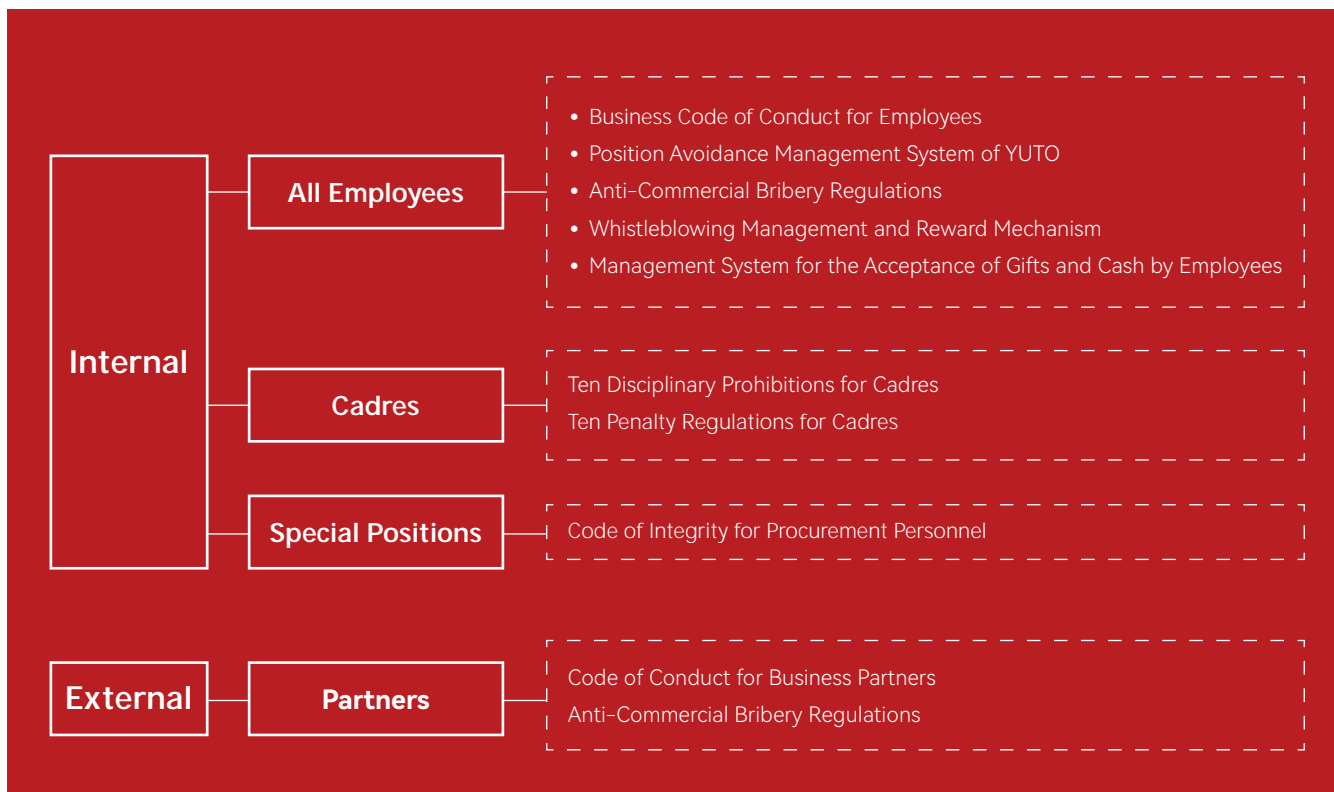 Internal
All Employees
• Business Code of Conduct for Employees
• Position Avoidance Management System of YUTO
• Anti-Commercial Bribery Regulations
• Whistleblowing Management and Reward Mechanism
• Management System for the Acceptance of Gifts and Cash by Employees
Cadres
Ten Disciplinary Prohibitions for Cadres
Ten Penalty Regulations for Cadres
Special Positions
Code of Integrity for Procurement Personnel
External
Partners
Code of Conduct for Business Partners
Anti-Commercial Bribery Regulations